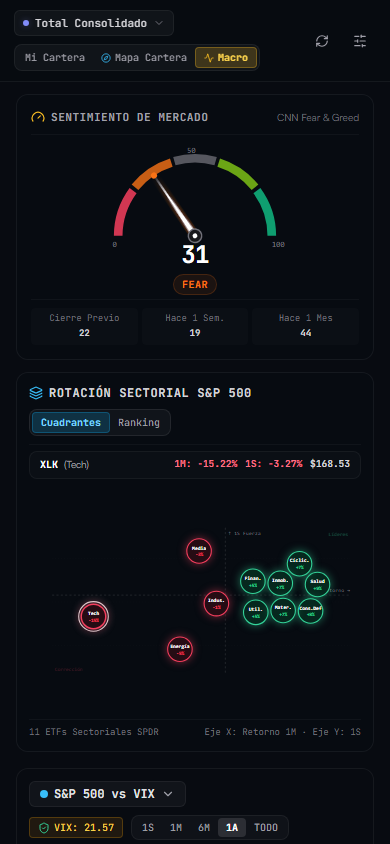 Total Consolidado
Mi Cartera Mapa Cartera Macro
SENTIMIENTO DE MERCADO CNN Fear & Greed
50
0 100
31
FEAR
Cierre Previo Hace 1 Sem. Hace 1 Mes
22 19 44
ROTACIÓN SECTORIAL S&P 500
Cuadrantes Ranking
XLK (Tech) 1M: -15.22% 1S: -3.27% $168.53
↑ 1S Fuerte
Media
Cíclic.
+7%
Finan. Inmob. Salud
Indus. Util. Mater. Cons.Def
Tech
Energía
11 ETFs Sectoriales SPDR Eje X: Retorno 1M · Eje Y: 1S
S&P 500 vs VIX
VIX: 21.57 1S 1M 6M 1A TODO